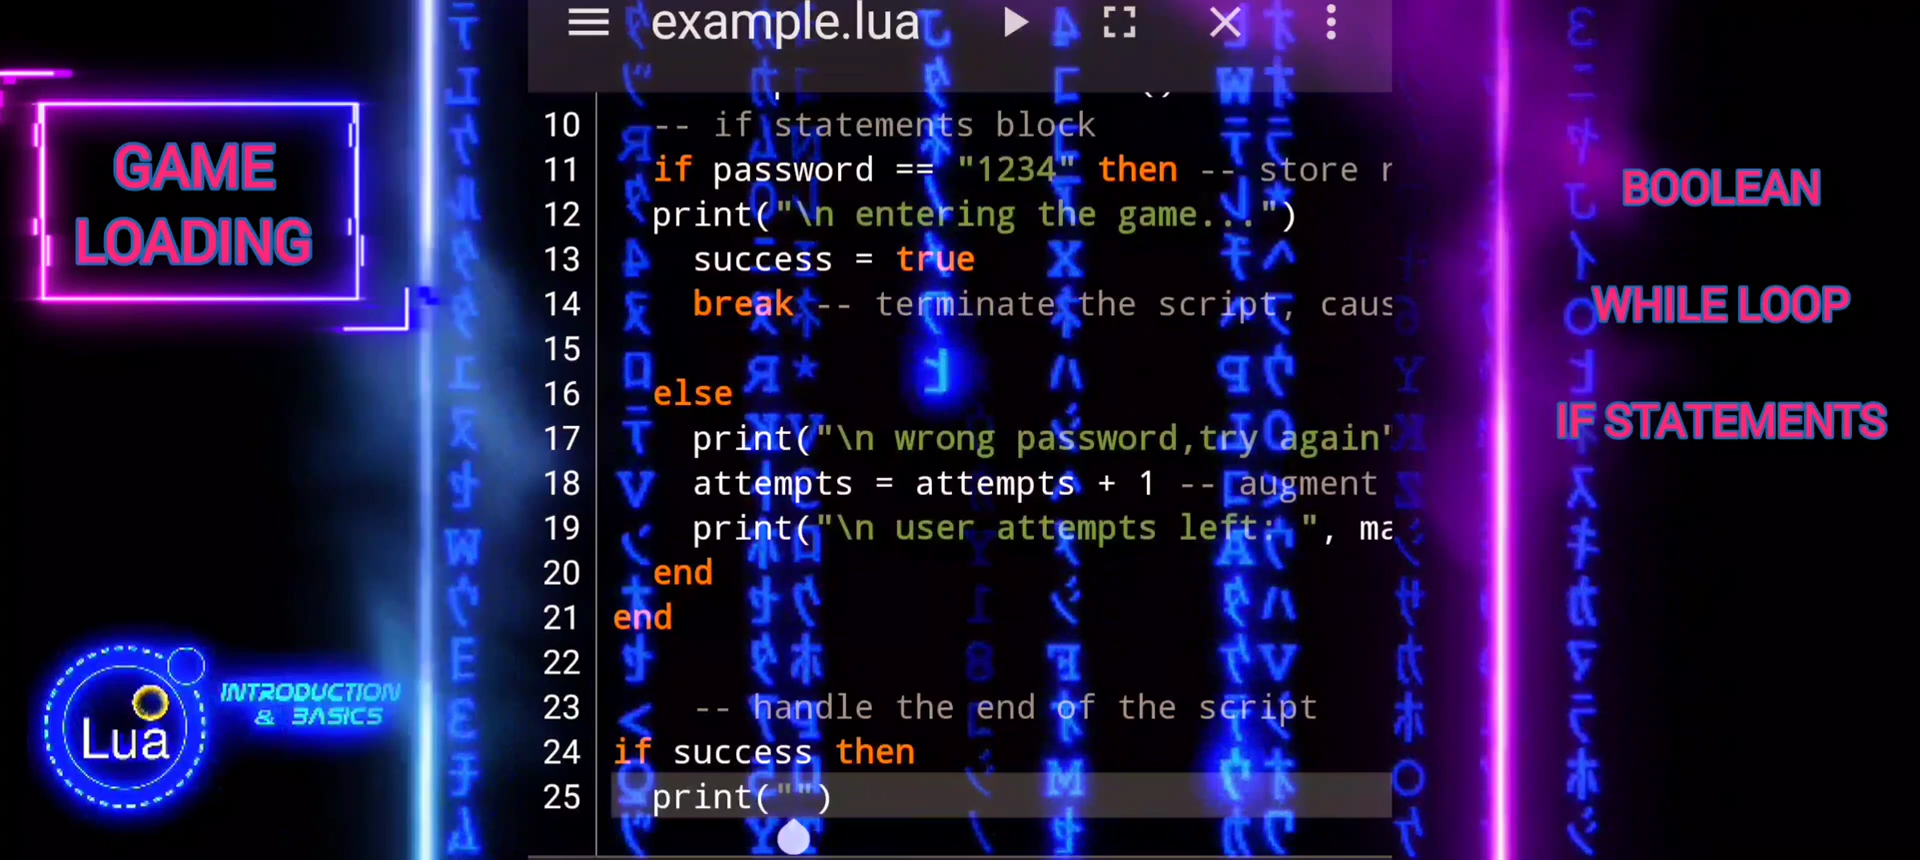 example.lua
GAME
LOADING
10 -- if statements block
11 if password == "1234" then -- store r
12 print("\n entering the game...")
13 success = true
14 break -- terminate the script, caus
15
16 else
17 print("\n wrong password,try again"
18 attempts = attempts + 1 -- augment
19 print("\n user attempts left: ", ma
20 end
21 end
22
23 -- handle the end of the script
24 if success then
25 print("")
BOOLEAN
WHILE LOOP
IF STATEMENTS
Lua
INTRODUCTION
& BASICS